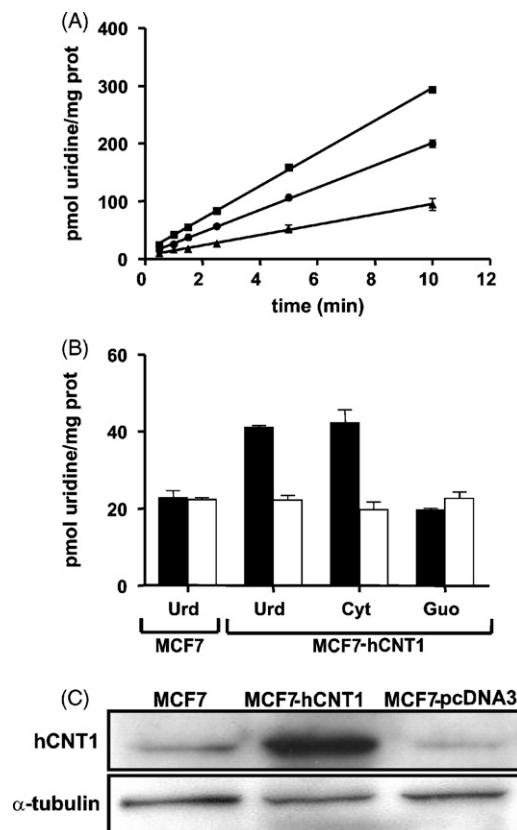 (A)
pmol uridine/mg prot
400
300
200
100
0
0 2 4 6 8 10 12
time (min)
(B)
pmol uridine/mg prot
60
40
20
0
Urd Urd Cyt Guo
MCF7 MCF7-hCNT1
(C)
MCF7 MCF7-hCNT1 MCF7-pcDNA3
hCNT1
α-tubulin